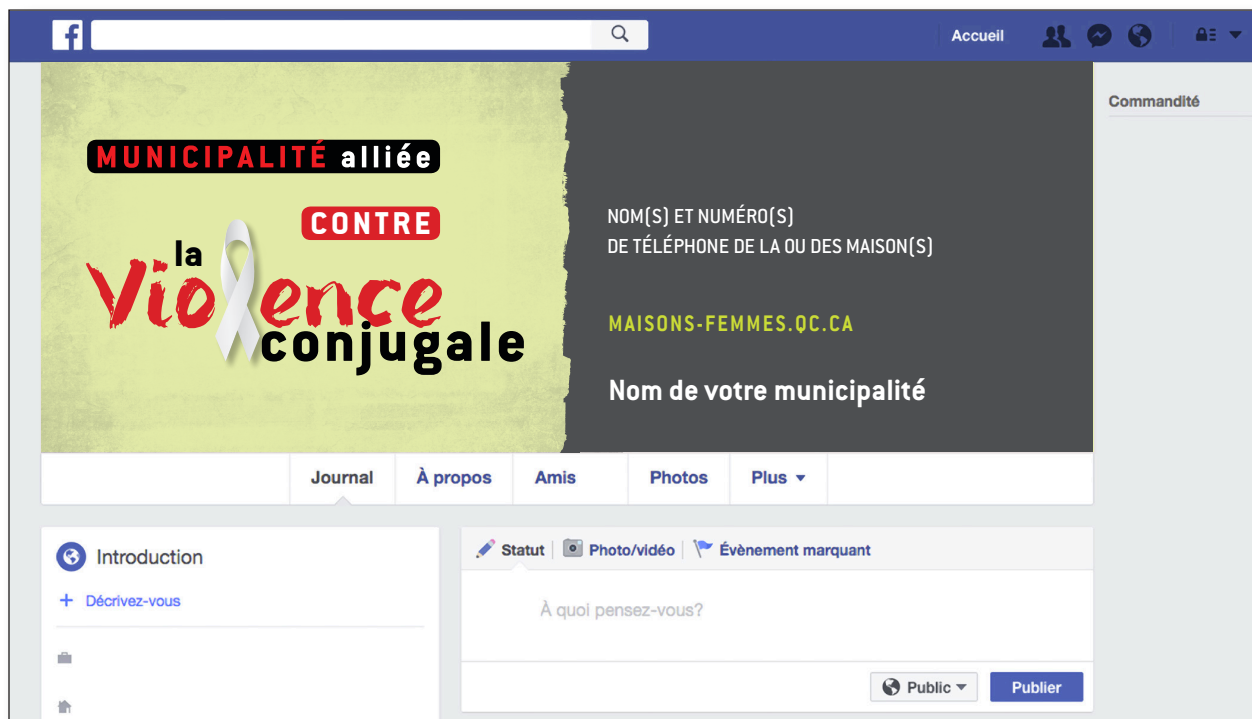 f
Accueil
Commandité
MUNICIPALITÉ alliée
CONTRE
la
Violence
conjugale
NOM(S) ET NUMÉRO(S)
DE TÉLÉPHONE DE LA OU DES MAISON(S)
MAISONS-FEMMES.QC.CA
Nom de votre municipalité
Journal À propos Amis Photos Plus
Introduction
+ Décrivez-vous
Statut Photo/vidéo Évènement marquant
À quoi pensez-vous?
Public Publier